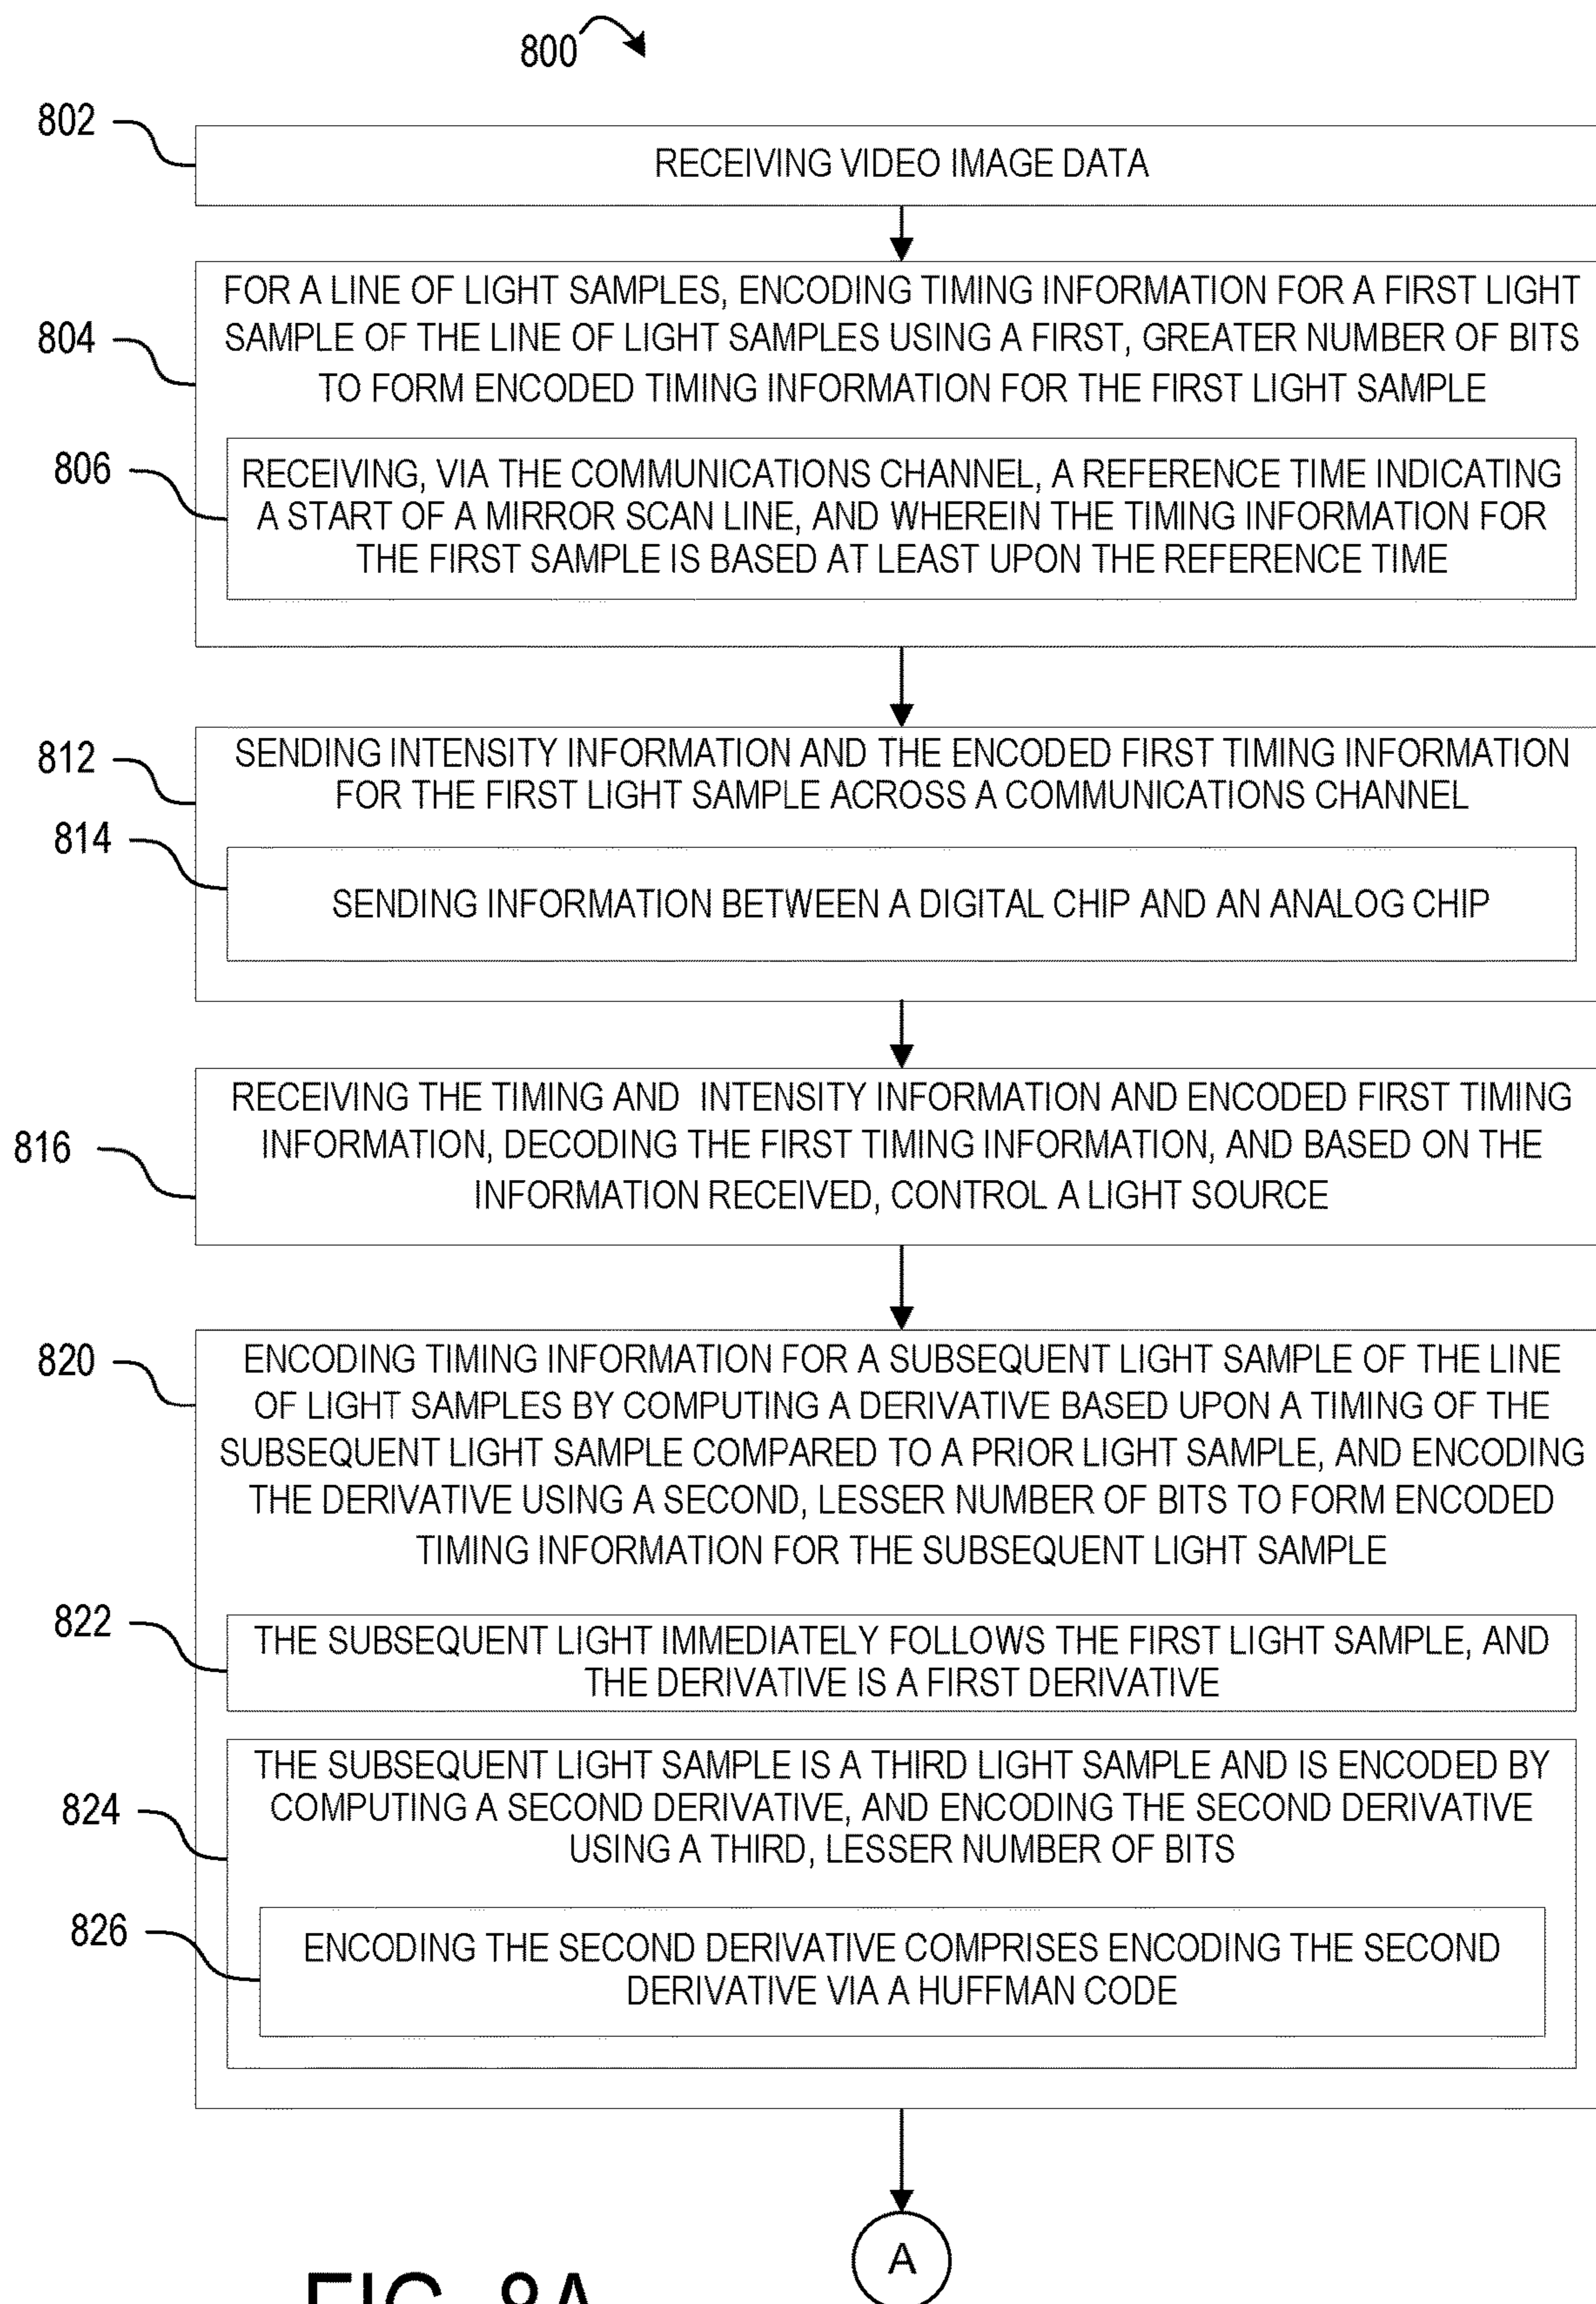 800
802
RECEIVING VIDEO IMAGE DATA
804
FOR A LINE OF LIGHT SAMPLES, ENCODING TIMING INFORMATION FOR A FIRST LIGHT
SAMPLE OF THE LINE OF LIGHT SAMPLES USING A FIRST, GREATER NUMBER OF BITS
TO FORM ENCODED TIMING INFORMATION FOR THE FIRST LIGHT SAMPLE
806
RECEIVING, VIA THE COMMUNICATIONS CHANNEL, A REFERENCE TIME INDICATING
A START OF A MIRROR SCAN LINE, AND WHEREIN THE TIMING INFORMATION FOR
THE FIRST SAMPLE IS BASED AT LEAST UPON THE REFERENCE TIME
812
SENDING INTENSITY INFORMATION AND THE ENCODED FIRST TIMING INFORMATION
FOR THE FIRST LIGHT SAMPLE ACROSS A COMMUNICATIONS CHANNEL
814
SENDING INFORMATION BETWEEN A DIGITAL CHIP AND AN ANALOG CHIP
816
RECEIVING THE TIMING AND INTENSITY INFORMATION AND ENCODED FIRST TIMING
INFORMATION, DECODING THE FIRST TIMING INFORMATION, AND BASED ON THE
INFORMATION RECEIVED, CONTROL A LIGHT SOURCE
820
ENCODING TIMING INFORMATION FOR A SUBSEQUENT LIGHT SAMPLE OF THE LINE
OF LIGHT SAMPLES BY COMPUTING A DERIVATIVE BASED UPON A TIMING OF THE
SUBSEQUENT LIGHT SAMPLE COMPARED TO A PRIOR LIGHT SAMPLE, AND ENCODING
THE DERIVATIVE USING A SECOND, LESSER NUMBER OF BITS TO FORM ENCODED
TIMING INFORMATION FOR THE SUBSEQUENT LIGHT SAMPLE
822
THE SUBSEQUENT LIGHT IMMEDIATELY FOLLOWS THE FIRST LIGHT SAMPLE, AND
THE DERIVATIVE IS A FIRST DERIVATIVE
824
THE SUBSEQUENT LIGHT SAMPLE IS A THIRD LIGHT SAMPLE AND IS ENCODED BY
COMPUTING A SECOND DERIVATIVE, AND ENCODING THE SECOND DERIVATIVE
USING A THIRD, LESSER NUMBER OF BITS
826
ENCODING THE SECOND DERIVATIVE COMPRISES ENCODING THE SECOND
DERIVATIVE VIA A HUFFMAN CODE
A
FIG. 8A